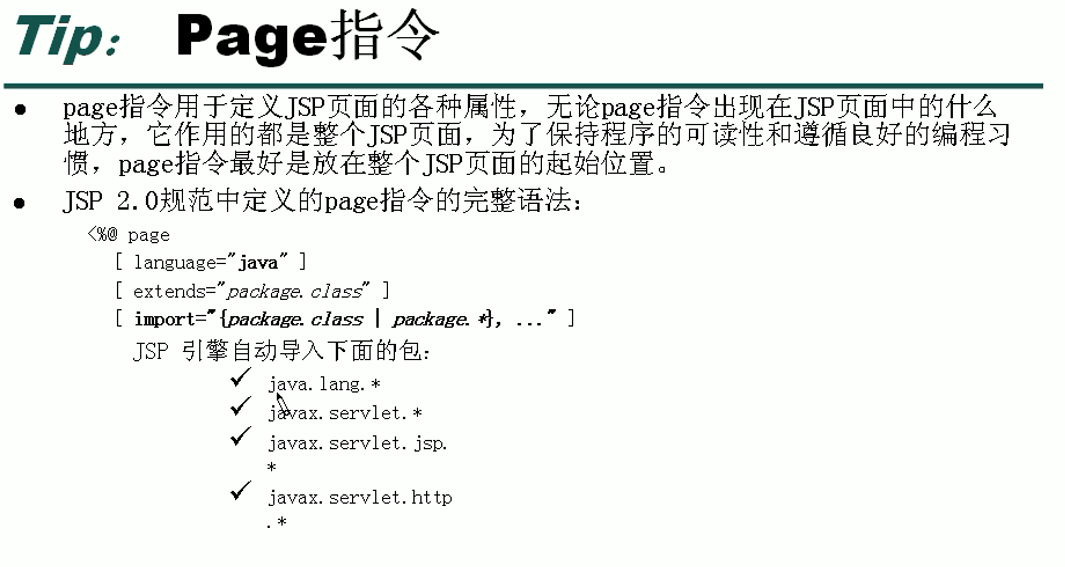 Tip: Page指令
● page指令用于定义JSP页面的各种属性，无论page指令出现在JSP页面中的什么
地方，它作用的都是整个JSP页面，为了保持程序的可读性和遵循良好的编程习
惯，page指令最好是放在整个JSP页面的起始位置。
● JSP 2.0规范中定义的page指令的完整语法：
<%@ page
[ language="java" ]
[ extends="package.class" ]
[ import="{package.class | package.*}, ..." ]
JSP 引擎自动导入下面的包：
✓ java.lang.*
✓ javax.servlet.*
✓ javax.servlet.jsp.
*
✓ javax.servlet.http
.*